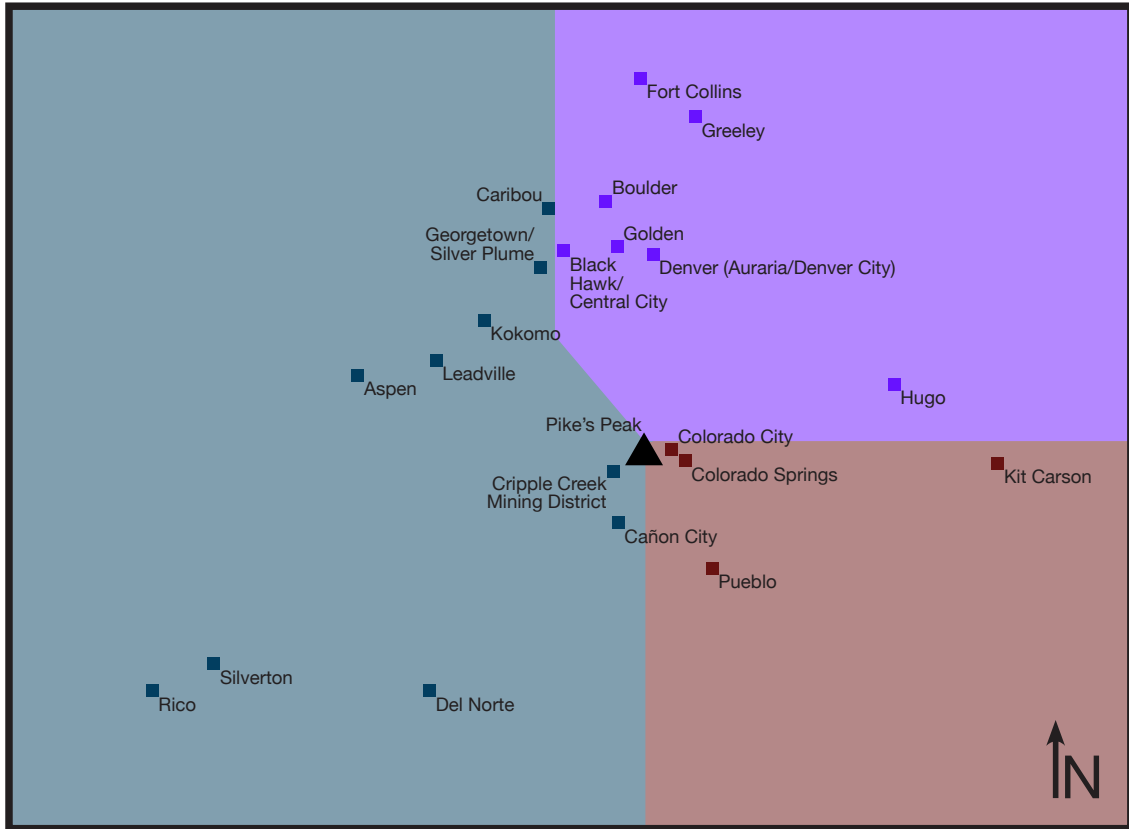 Fort Collins
Greeley
Boulder
Caribou
Golden
Georgetown/
Silver Plume
Black
Hawk/
Central City
Denver (Auraria/Denver City)
Kokomo
Leadville
Aspen
Hugo
Pike’s Peak
Colorado City
Colorado Springs
Kit Carson
Cripple Creek
Mining District
Cañon City
Pueblo
Silverton
Rico
Del Norte
N